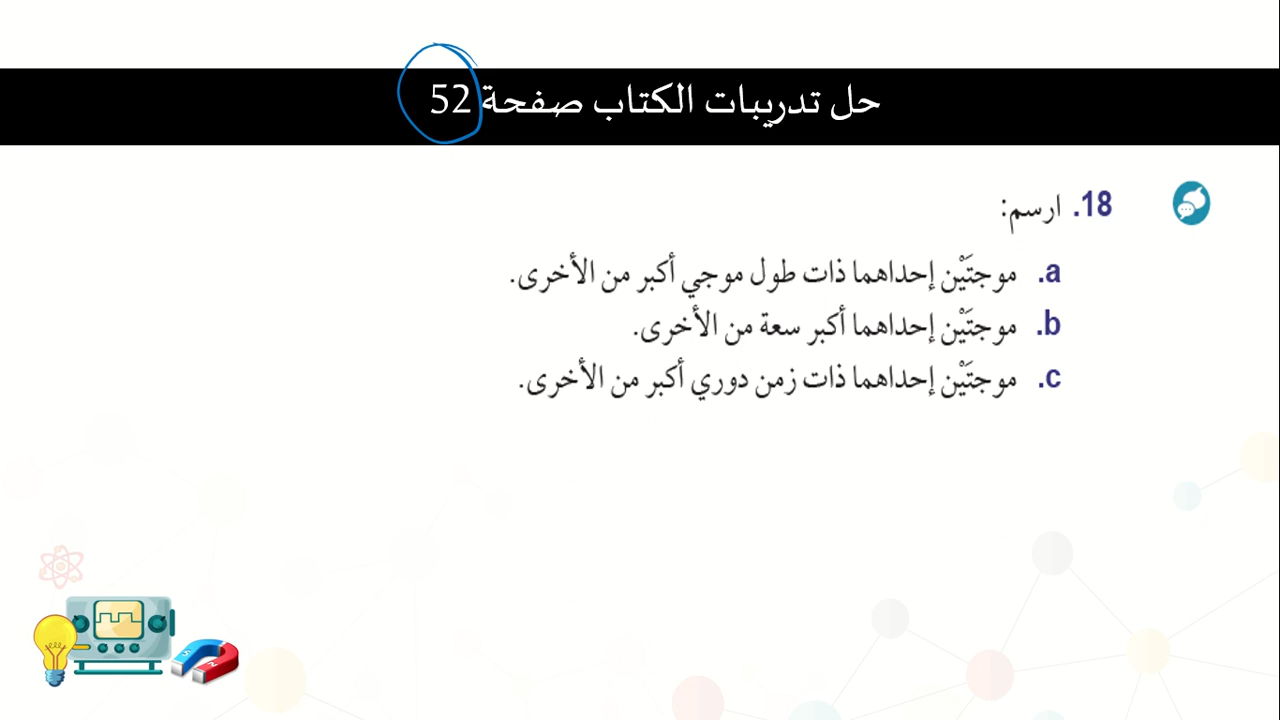 حل تدريبات الكتاب صفحة 52
18. ارسم:
a. موجتَيْن إحداهما ذات طول موجي أكبر من الأخرى.
b. موجتَيْن إحداهما أكبر سعة من الأخرى.
c. موجتَيْن إحداهما ذات زمن دوري أكبر من الأخرى.